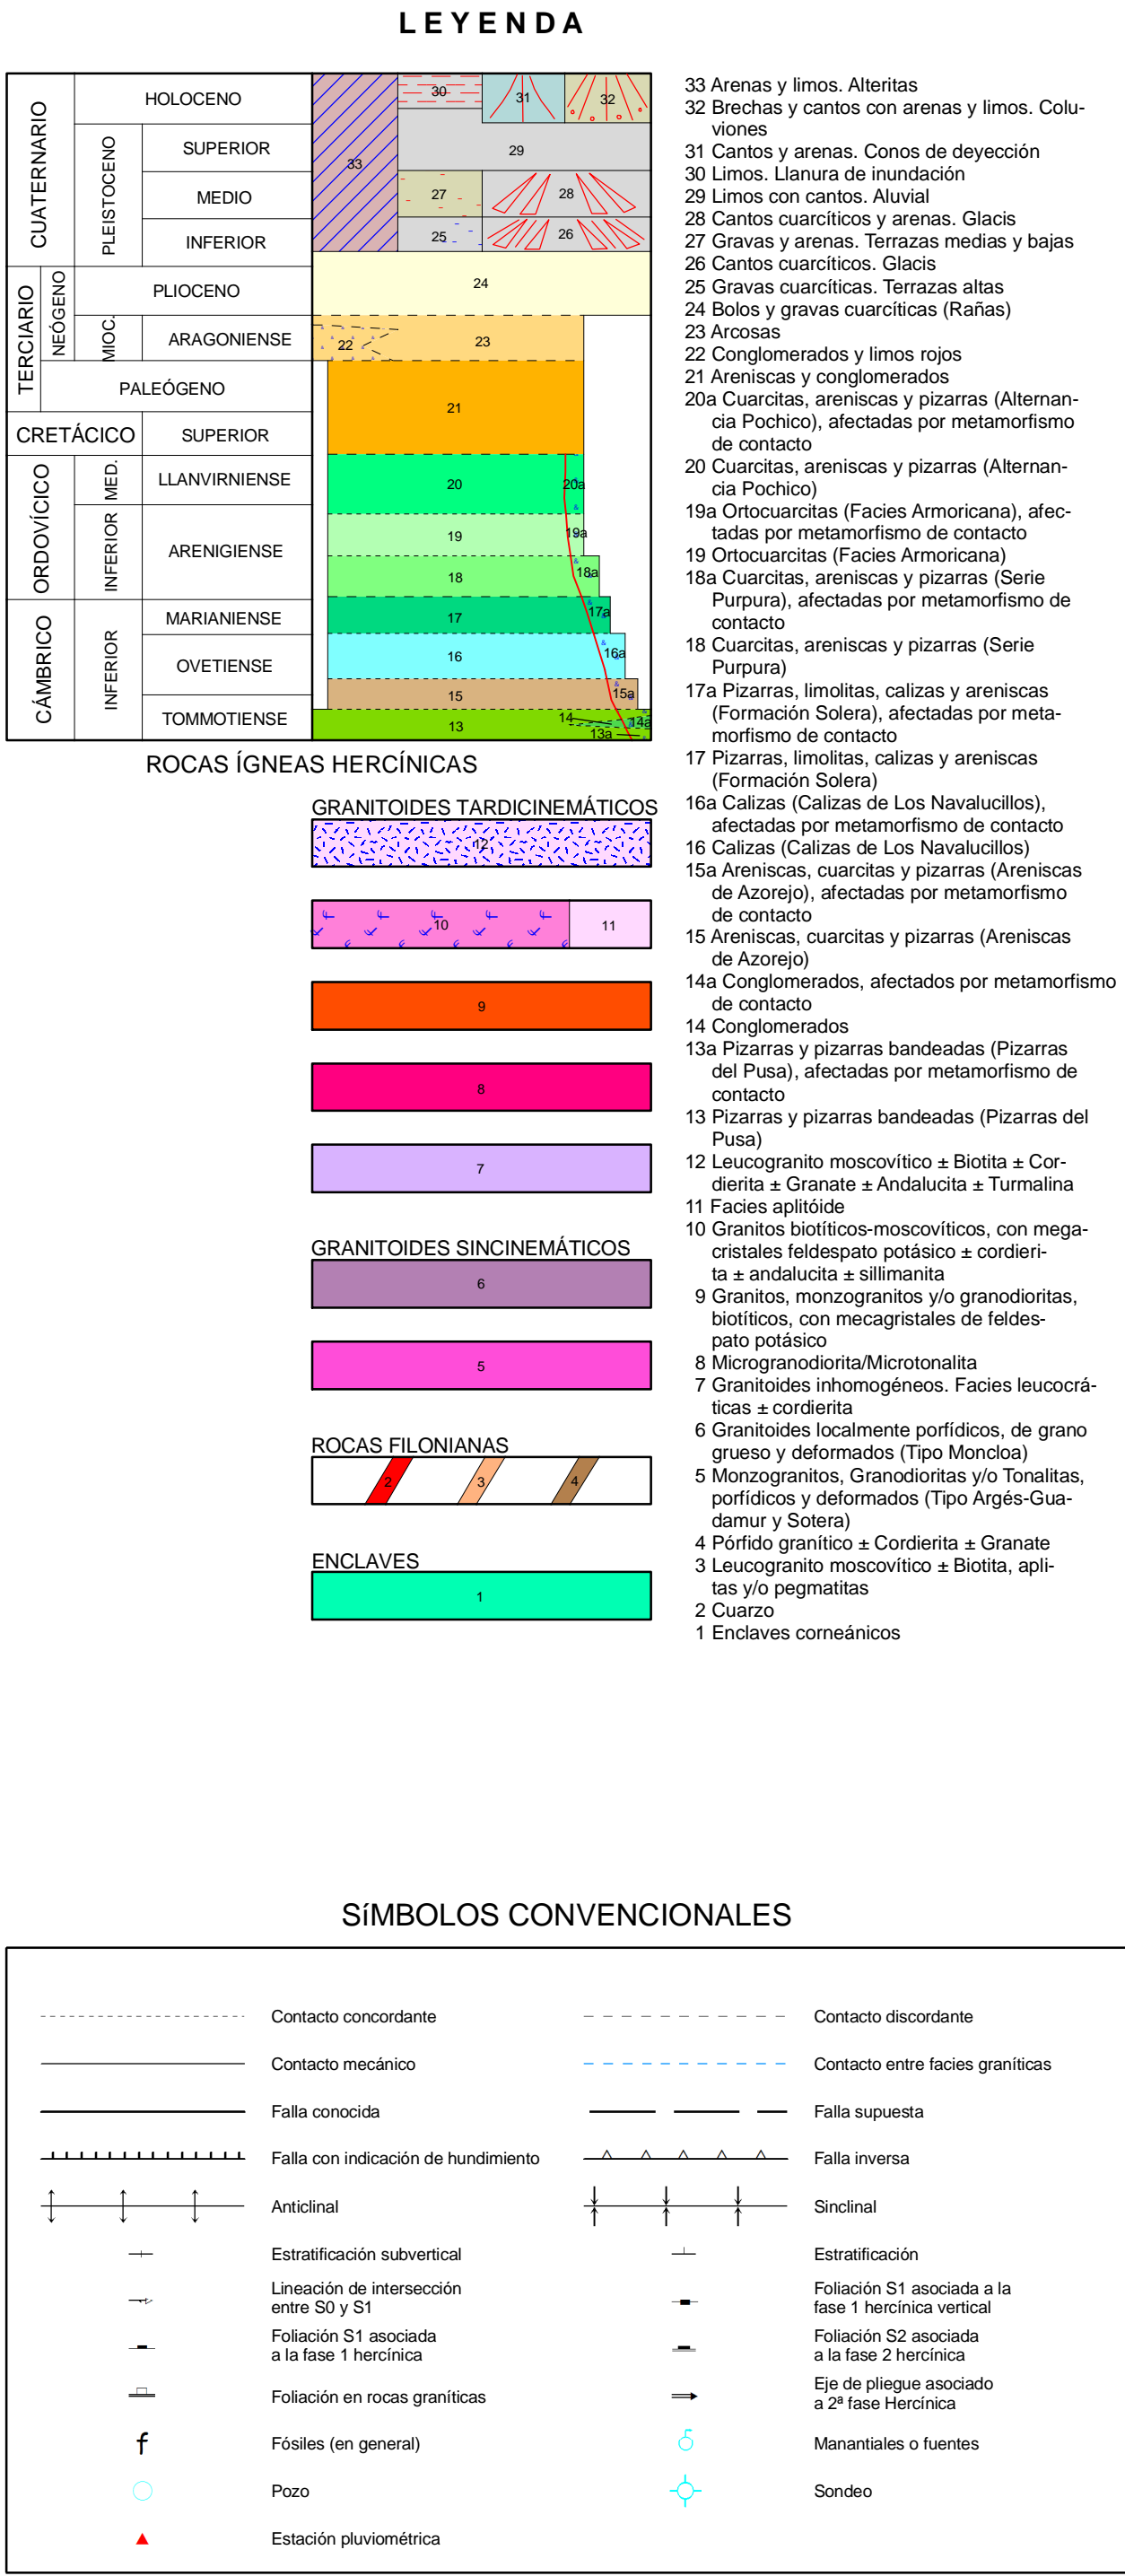 LEYENDA
CUATERNARIO
HOLOCENO
PLEISTOCENO
SUPERIOR
MEDIO
INFERIOR
TERCIARIO
NEÓGENO
PLIOCENO
MIOC.
ARAGONIENSE
PALEÓGENO
CRETÁCICO
SUPERIOR
ORDOVÍCICO
MED.
LLANVIRNIENSE
INFERIOR
ARENIGIENSE
CÁMBRICO
INFERIOR
MARIANIENSE
OVETIENSE
TOMMOTIENSE
30
31
32
33
29
27
28
25
26
24
22
23
21
20
20a
19
19a
18
18a
17
17a
16
16a
15
15a
14
14a
13
13a
33 Arenas y limos. Alteritas
32 Brechas y cantos con arenas y limos. Colu-
viones
31 Cantos y arenas. Conos de deyección
30 Limos. Llanura de inundación
29 Limos con cantos. Aluvial
28 Cantos cuarcíticos y arenas. Glacis
27 Gravas y arenas. Terrazas medias y bajas
26 Cantos cuarcíticos. Glacis
25 Gravas cuarcíticas. Terrazas altas
24 Bolos y gravas cuarcíticas (Rañas)
23 Arcosas
22 Conglomerados y limos rojos
21 Areniscas y conglomerados
20a Cuarcitas, areniscas y pizarras (Alternan-
cia Pochico), afectadas por metamorfismo
de contacto
20 Cuarcitas, areniscas y pizarras (Alternan-
cia Pochico)
19a Ortocuarcitas (Facies Armoricana), afec-
tadas por metamorfismo de contacto
19 Ortocuarcitas (Facies Armoricana)
18a Cuarcitas, areniscas y pizarras (Serie
Purpura), afectadas por metamorfismo de
contacto
18 Cuarcitas, areniscas y pizarras (Serie
Purpura)
17a Pizarras, limolitas, calizas y areniscas
(Formación Solera), afectadas por meta-
morfismo de contacto
17 Pizarras, limolitas, calizas y areniscas
(Formación Solera)
16a Calizas (Calizas de Los Navalucillos),
afectadas por metamorfismo de contacto
16 Calizas (Calizas de Los Navalucillos)
15a Areniscas, cuarcitas y pizarras (Areniscas
de Azorejo), afectadas por metamorfismo
de contacto
15 Areniscas, cuarcitas y pizarras (Areniscas
de Azorejo)
14a Conglomerados, afectados por metamorfismo
de contacto
14 Conglomerados
13a Pizarras y pizarras bandeadas (Pizarras
del Pusa), afectadas por metamorfismo de
contacto
13 Pizarras y pizarras bandeadas (Pizarras del
Pusa)
12 Leucogranito moscovítico ± Biotita ± Cor-
dierita ± Granate ± Andalucita ± Turmalina
11 Facies aplitóide
10 Granitos biotíticos-moscovíticos, con mega-
cristales feldespato potásico ± cordieri-
ta ± andalucita ± sillimanita
9 Granitos, monzogranitos y/o granodioritas,
biotíticos, con mecagristales de feldes-
pato potásico
8 Microgranodiorita/Microtonalita
7 Granitoides inhomogéneos. Facies leucocrá-
ticas ± cordierita
6 Granitoides localmente porfídicos, de grano
grueso y deformados (Tipo Moncloa)
5 Monzogranitos, Granodioritas y/o Tonalitas,
porfídicos y deformados (Tipo Argés-Gua-
damur y Sotera)
4 Pórfido granítico ± Cordierita ± Granate
3 Leucogranito moscovítico ± Biotita, apli-
tas y/o pegmatitas
2 Cuarzo
1 Enclaves corneánicos
ROCAS ÍGNEAS HERCÍNICAS
GRANITOIDES TARDICINEMÁTICOS
12
10
11
9
8
7
GRANITOIDES SINCINEMÁTICOS
6
5
ROCAS FILONIANAS
2
3
4
ENCLAVES
1
SíMBOLOS CONVENCIONALES
Contacto concordante
Contacto discordante
Contacto mecánico
Contacto entre facies graníticas
Falla conocida
Falla supuesta
Falla con indicación de hundimiento
Falla inversa
Anticlinal
Sinclinal
Estratificación subvertical
Estratificación
Lineación de intersección
entre S0 y S1
Foliación S1 asociada a la
fase 1 hercínica vertical
Foliación S1 asociada
a la fase 1 hercínica
Foliación S2 asociada
a la fase 2 hercínica
Foliación en rocas graníticas
Eje de pliegue asociado
a 2ª fase Hercínica
f
Fósiles (en general)
Manantiales o fuentes
Pozo
Sondeo
Estación pluviométrica